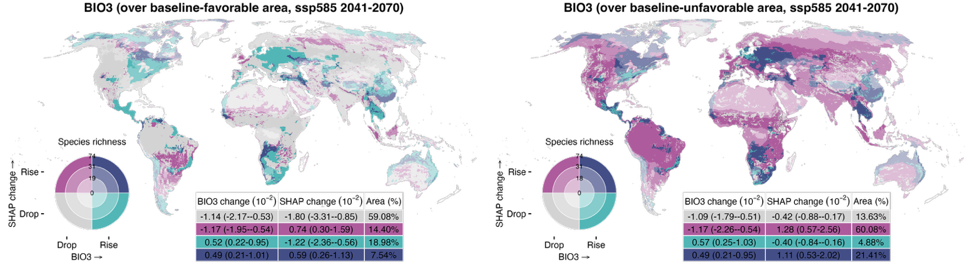 BIO3 (over baseline-favorable area, ssp585 2041-2070)
Species richness
74
31
19
0
SHAP change →
Rise
Drop
Drop
Rise
BIO3 →
BIO3 change (10⁻²) SHAP change (10⁻²) Area (%)
-1.14 (-2.17--0.53) -1.80 (-3.31--0.85) 59.08%
-1.17 (-1.95--0.54) 0.74 (0.30-1.59) 14.40%
0.52 (0.22-0.95) -1.22 (-2.36--0.56) 18.98%
0.49 (0.21-1.01) 0.59 (0.26-1.13) 7.54%
BIO3 (over baseline-unfavorable area, ssp585 2041-2070)
Species richness
74
31
0
SHAP change →
Rise
Drop
Drop
Rise
BIO3 →
BIO3 change (10⁻²) SHAP change (10⁻²) Area (%)
-1.09 (-1.79--0.51) -0.42 (-0.88--0.17) 13.63%
-1.17 (-2.26--0.54) 1.28 (0.57-2.56) 60.08%
0.57 (0.25-1.03) -0.40 (-0.84--0.16) 4.88%
0.49 (0.21-0.95) 1.11 (0.53-2.02) 21.41%